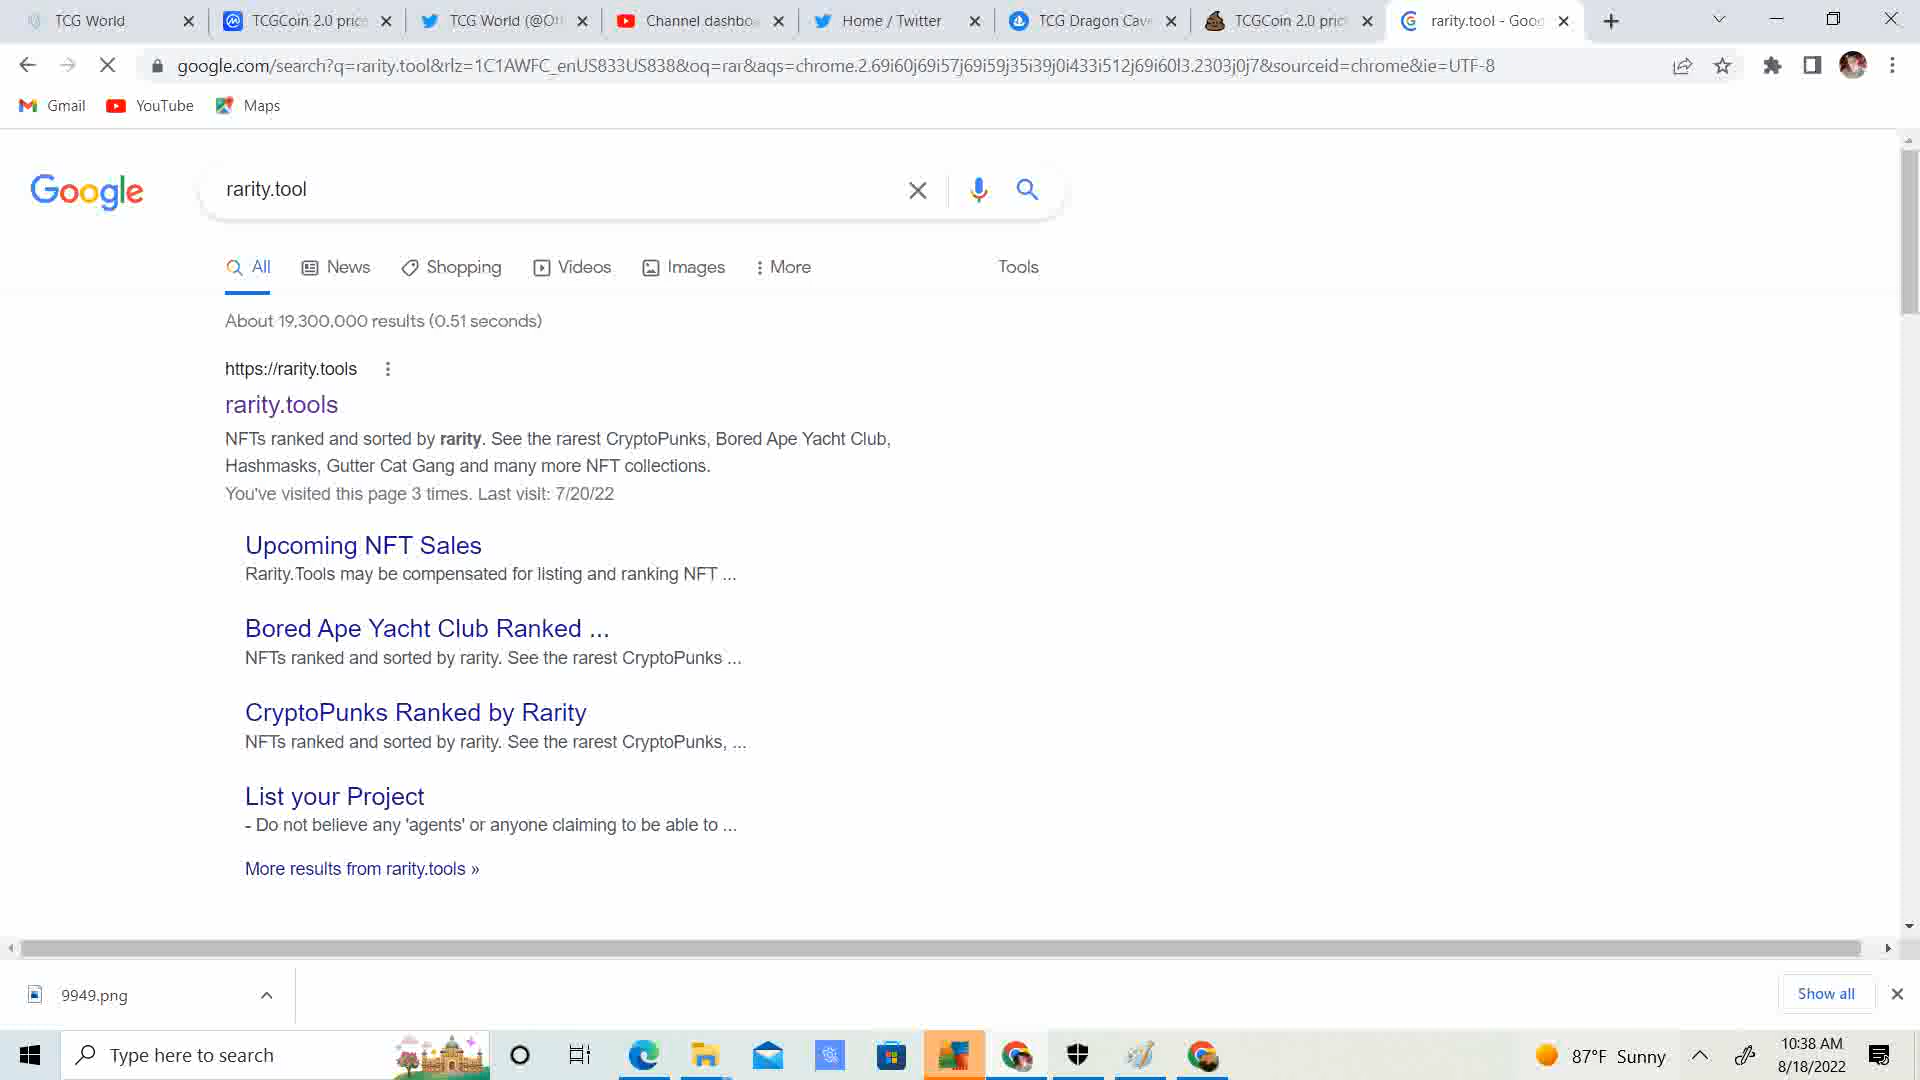 TCG World
TCGCoin 2.0 price
TCG World (@Off
Channel dashboa
Home / Twitter
TCG Dragon Cave
TCGCoin 2.0 price
rarity.tool - Goog
google.com/search?q=rarity.tool&rlz=1C1AWFC_enUS833US838&oq=rar&aqs=chrome.2.69i60j69i57j69i59j35i39j0i433i512j69i60l3.2303j0j7&sourceid=chrome&ie=UTF-8
Gmail
YouTube
Maps
Google
rarity.tool
All
News
Shopping
Videos
Images
More
Tools
About 19,300,000 results (0.51 seconds)
https://rarity.tools
rarity.tools
NFTs ranked and sorted by rarity. See the rarest CryptoPunks, Bored Ape Yacht Club,
Hashmasks, Gutter Cat Gang and many more NFT collections.
You've visited this page 3 times. Last visit: 7/20/22
Upcoming NFT Sales
Rarity.Tools may be compensated for listing and ranking NFT ...
Bored Ape Yacht Club Ranked ...
NFTs ranked and sorted by rarity. See the rarest CryptoPunks ...
CryptoPunks Ranked by Rarity
NFTs ranked and sorted by rarity. See the rarest CryptoPunks, ...
List your Project
- Do not believe any 'agents' or anyone claiming to be able to ...
More results from rarity.tools »
9949.png
Show all
Type here to search
87°F Sunny
10:38 AM
8/18/2022